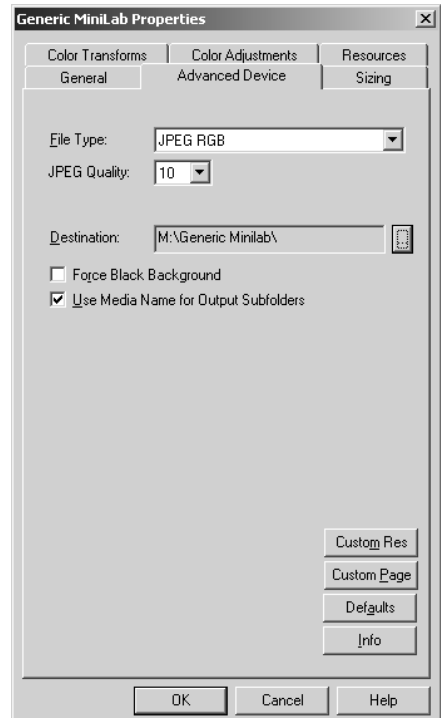 Generic MiniLab Properties
Color Transforms Color Adjustments Resources
General Advanced Device Sizing
File Type: JPEG RGB
JPEG Quality: 10
Destination: M:\Generic Minilab\
Force Black Background
Use Media Name for Output Subfolders
Custom Res
Custom Page
Defaults
Info
OK Cancel Help